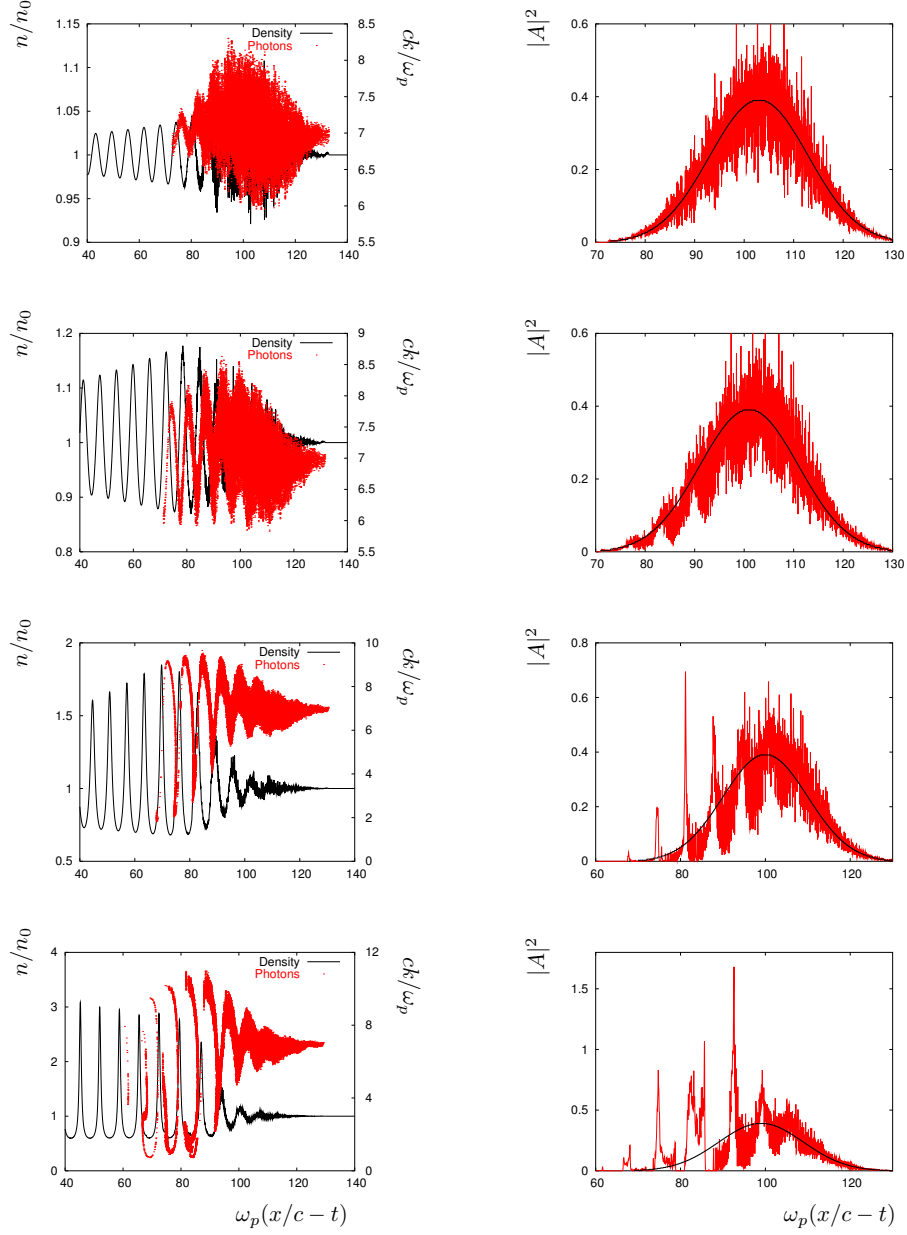 n/n₀
ck/ωₚ
|A|²
1.15 1.1 1.05 1 0.95 0.9
8.5 8 7.5 7 6.5 6 5.5
Density
Photons
40 60 80 100 120 140
0.6 0.4 0.2 0
70 80 90 100 110 120 130
n/n₀
ck/ωₚ
|A|²
1.2 1.1 1 0.9 0.8
9 8.5 8 7.5 7 6.5 6 5.5
Density
Photons
40 60 80 100 120 140
0.6 0.4 0.2 0
70 80 90 100 110 120 130
n/n₀
ck/ωₚ
|A|²
2 1.5 1 0.5
10 8 6 4 2 0
Density
Photons
40 60 80 100 120 140
0.8 0.6 0.4 0.2 0
60 80 100 120
n/n₀
ck/ωₚ
|A|²
4 3 2 1 0
12 9 6 3 0
Density
Photons
40 60 80 100 120 140
1.5 1 0.5 0
60 80 100 120
ωₚ(x/c − t)
ωₚ(x/c − t)